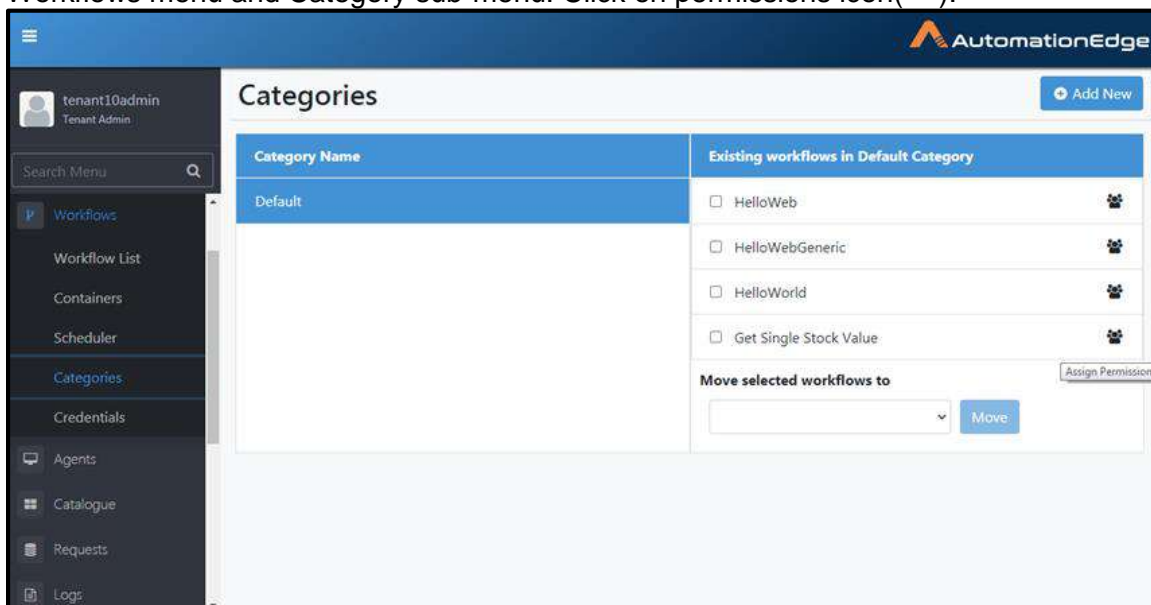 Workflows menu and Category sub-menu. Click on permissions icon( ).
AutomationEdge
tenant10admin
Tenant Admin
Search Menu
Workflows
Workflow List
Containers
Scheduler
Categories
Credentials
Agents
Catalogue
Requests
Logs
Categories
Add New
Category Name
Default
Existing workflows in Default Category
HelloWeb
HelloWebGeneric
HelloWorld
Get Single Stock Value
Assign Permission
Move selected workflows to
Move